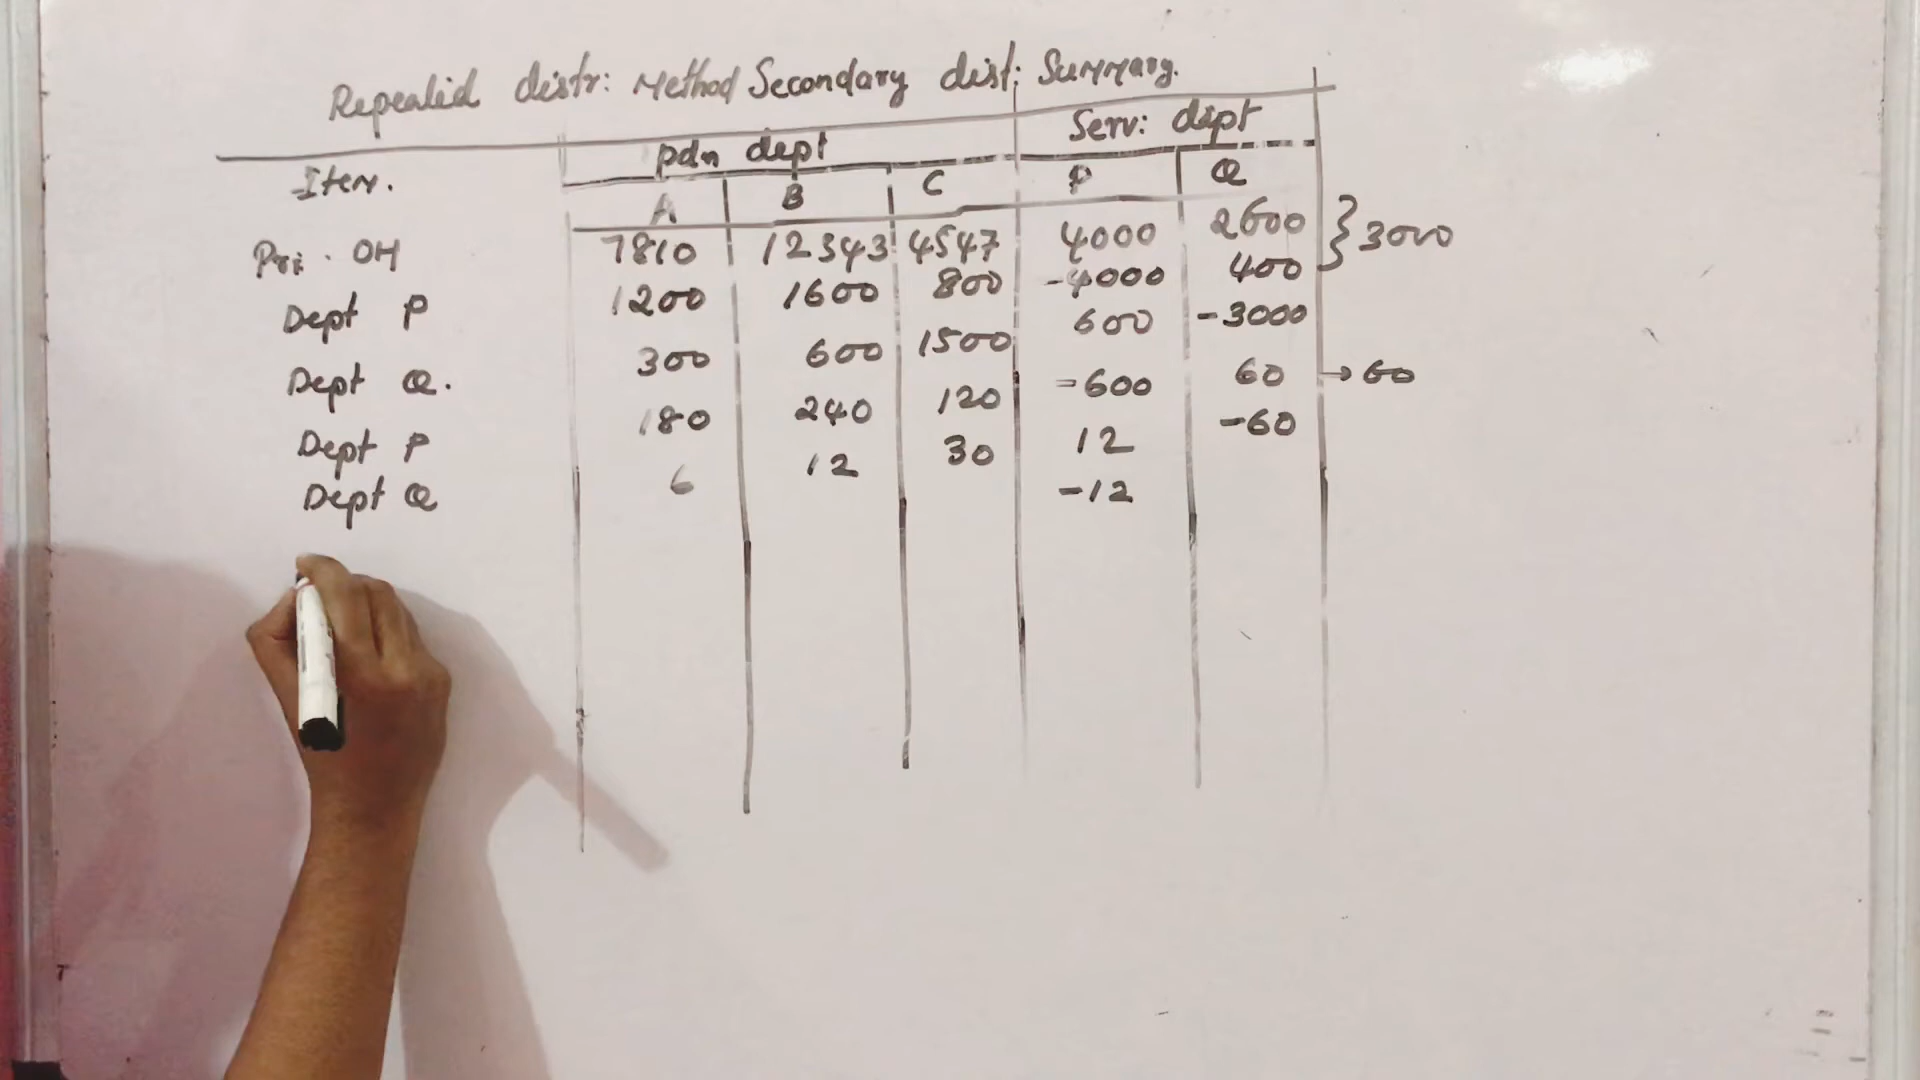 Repeated distr: Method Secondary dist: Summary.
Item.
Pdn dept
Serv: dept
A B C P Q
Pri. OH 7810 12343 4547 4000 2600 } 3000
Dept P 1200 1600 800 -4000 400
Dept Q. 300 600 1500 600 -3000
Dept P 180 240 120 -600 60 → 60
Dept Q 6 12 30 12 -60
-12